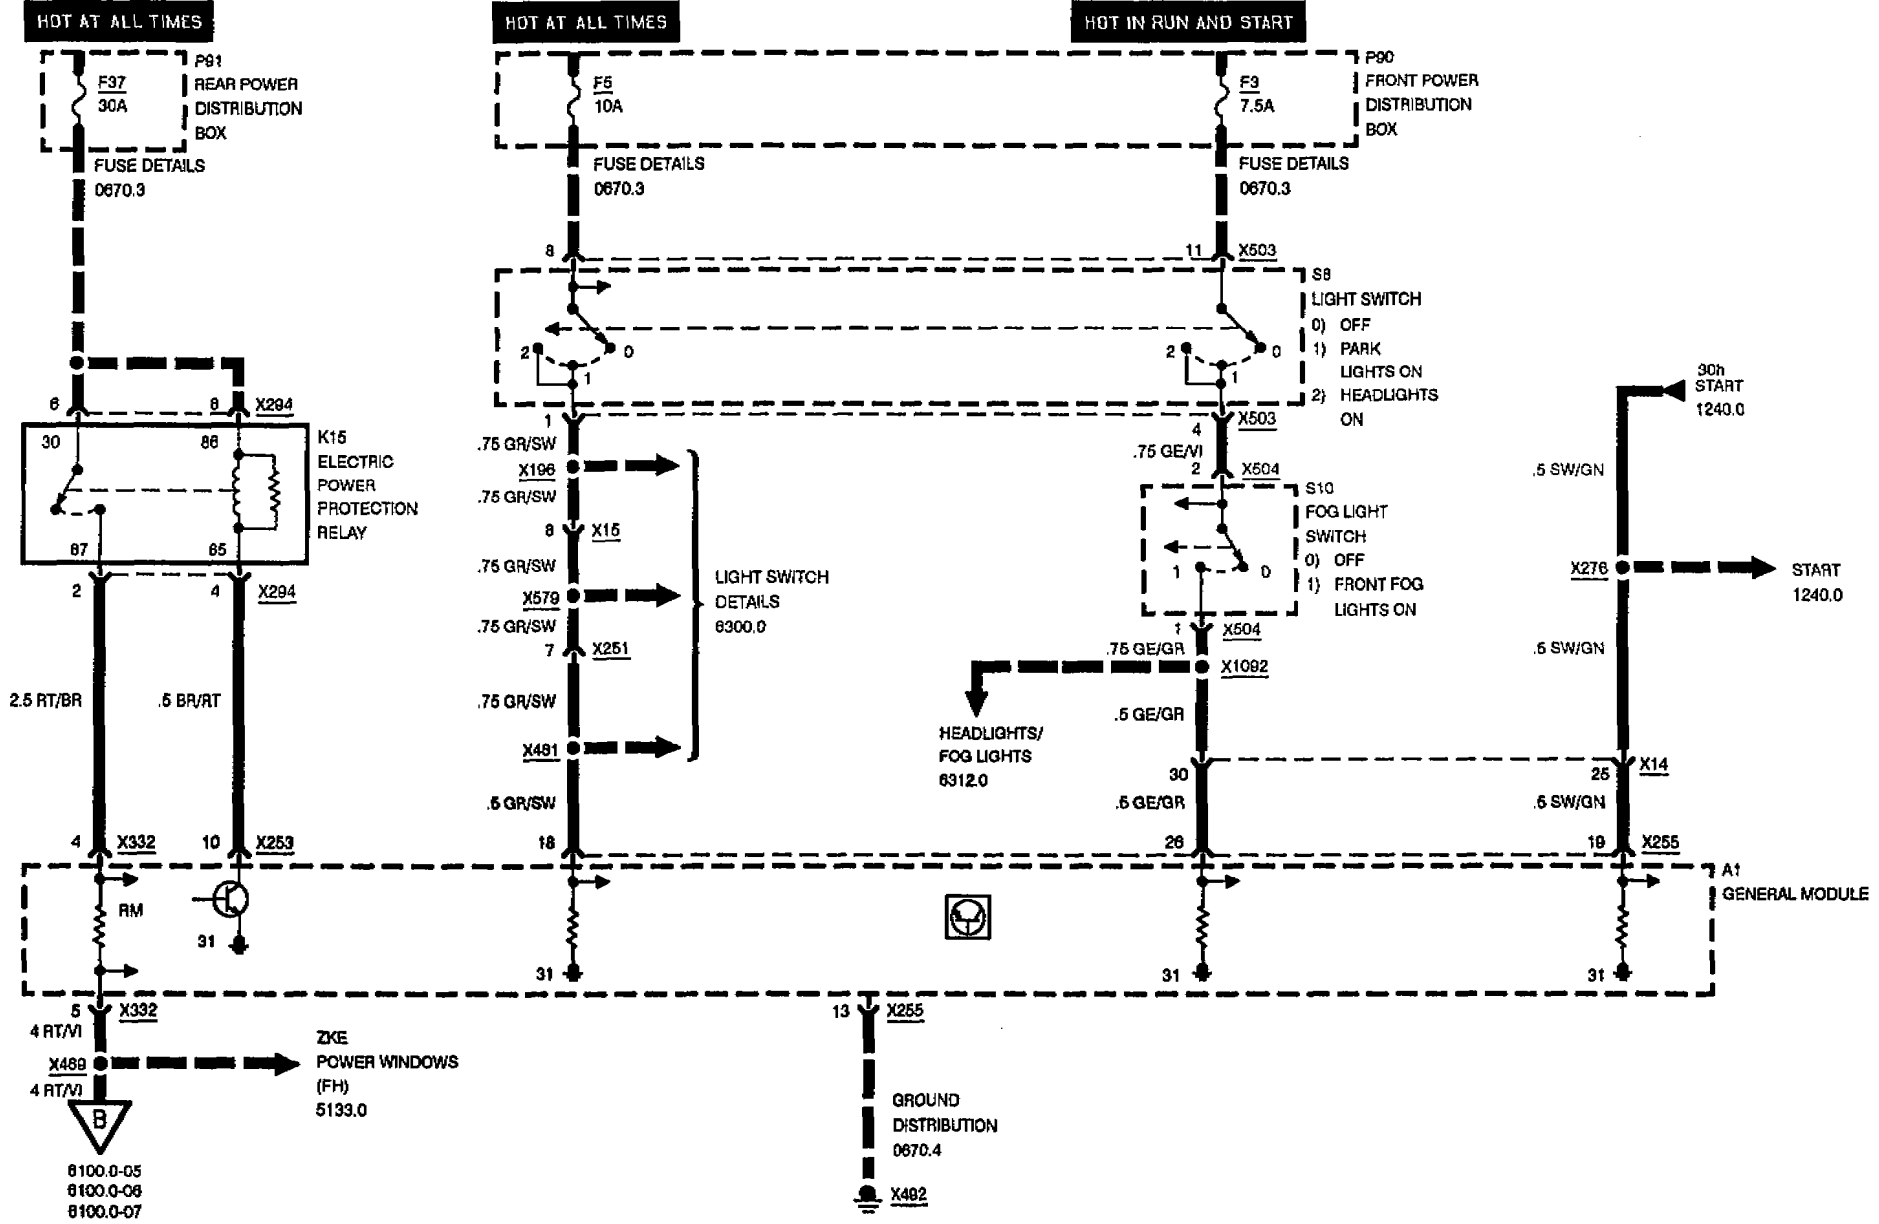 HOT AT ALL TIMES
HOT AT ALL TIMES
HOT IN RUN AND START
P91
REAR POWER
DISTRIBUTION
BOX
F37
30A
FUSE DETAILS
0670.3
F5
10A
FUSE DETAILS
0670.3
F3
7.5A
FUSE DETAILS
0670.3
P90
FRONT POWER
DISTRIBUTION
BOX
8
11
X503
S8
LIGHT SWITCH
0) OFF
1) PARK
LIGHTS ON
2) HEADLIGHTS
ON
2
0
1
2
0
1
6
8
X294
30
86
K15
ELECTRIC
POWER
PROTECTION
RELAY
87
85
2
4
X294
2.5 RT/BR
.5 BR/RT
4
X332
10
X253
1
.75 GR/SW
X196
.75 GR/SW
8
X15
.75 GR/SW
X579
.75 GR/SW
7
X251
.75 GR/SW
X481
.5 GR/SW
18
LIGHT SWITCH
DETAILS
6300.0
4
X503
.75 GE/VI
2
X504
S10
FOG LIGHT
SWITCH
0) OFF
1) FRONT FOG
LIGHTS ON
1
0
1
X504
.75 GE/GR
X1092
.5 GE/GR
HEADLIGHTS/
FOG LIGHTS
6312.0
30
.5 GE/GR
26
30h
START
1240.0
.5 SW/GN
X276
START
1240.0
.5 SW/GN
25
X14
.5 SW/GN
19
X255
A1
GENERAL MODULE
RM
31
31
31
31
5
X332
4 RT/VI
X469
4 RT/VI
B
6100.0-05
6100.0-06
6100.0-07
ZKE
POWER WINDOWS
(FH)
5133.0
13
X255
GROUND
DISTRIBUTION
0670.4
X492